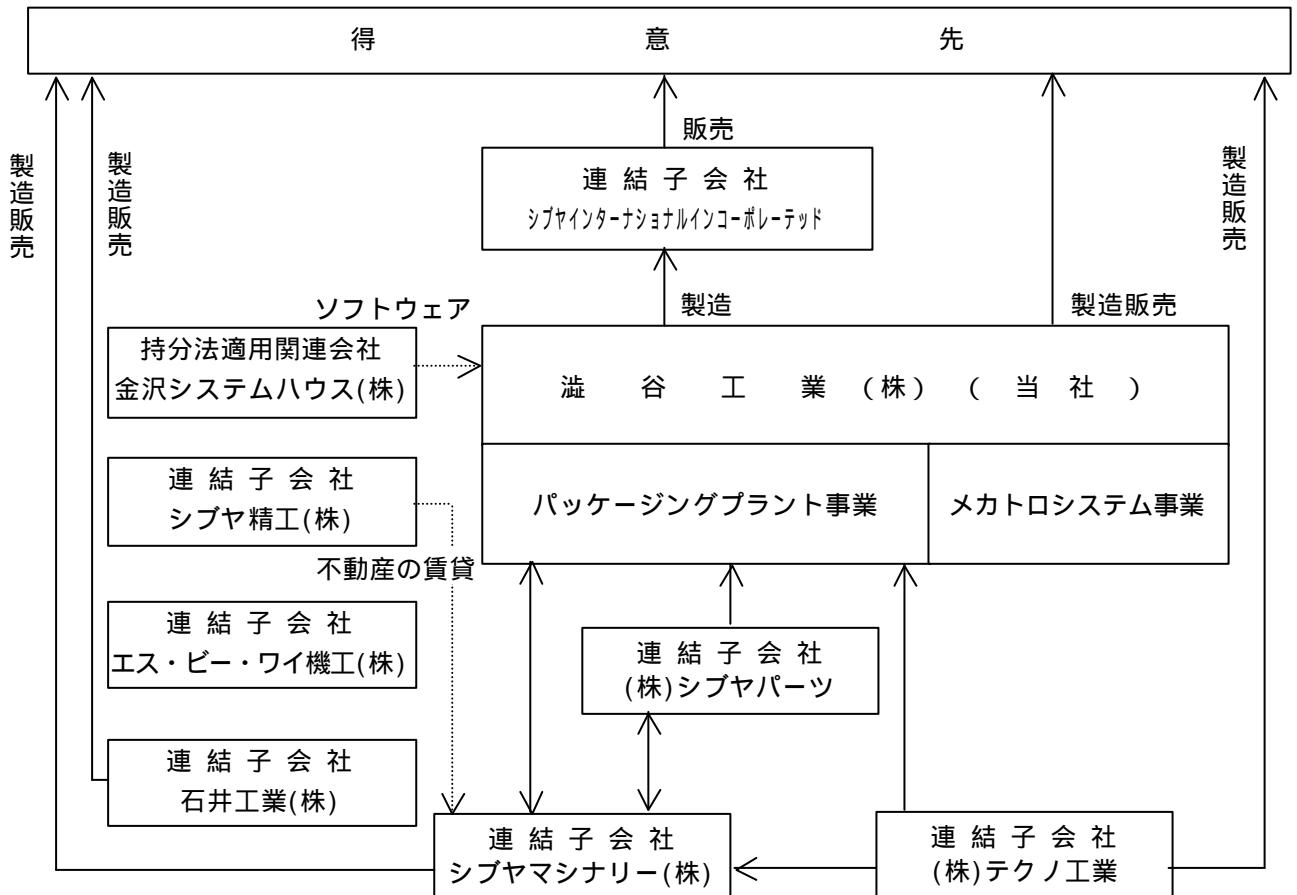 得意先
販売
製造販売
製造販売
製造販売
連結子会社
シブヤインターナショナルインコーポレーテッド
ソフトウェア
製造
製造販売
持分法適用関連会社
金沢システムハウス(株)
澁谷工業(株)(当社)
連結子会社
シブヤ精工(株)
パッケージングプラント事業
メカトロシステム事業
不動産の賃貸
連結子会社
エス・ビー・ワイ機工(株)
連結子会社
(株)シブヤパーツ
連結子会社
石井工業(株)
連結子会社
シブヤマシナリー(株)
連結子会社
(株)テクノ工業